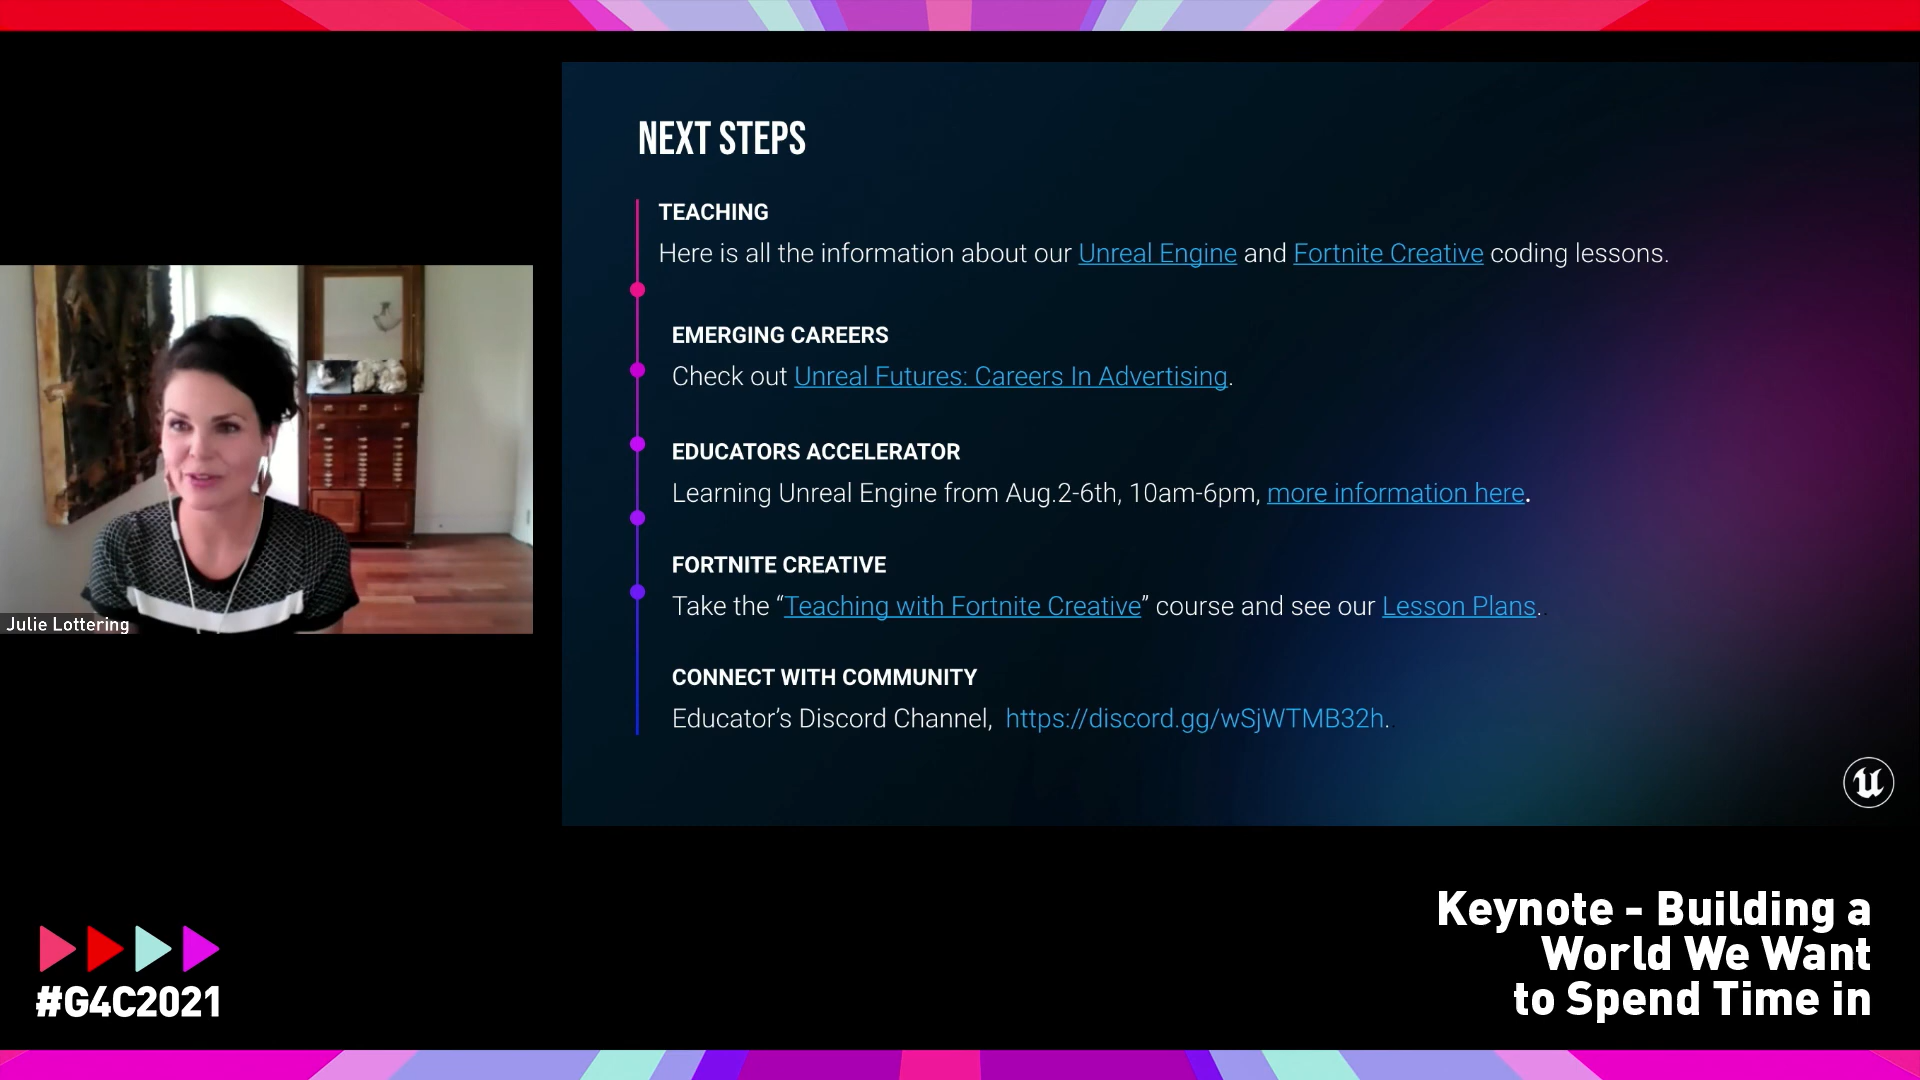 NEXT STEPS
TEACHING
Here is all the information about our Unreal Engine and Fortnite Creative coding lessons.
EMERGING CAREERS
Check out Unreal Futures: Careers In Advertising.
EDUCATORS ACCELERATOR
Learning Unreal Engine from Aug.2-6th, 10am-6pm, more information here.
FORTNITE CREATIVE
Take the “Teaching with Fortnite Creative” course and see our Lesson Plans.
CONNECT WITH COMMUNITY
Educator’s Discord Channel, https://discord.gg/wSjWTMB32h.
Julie Lottering
#G4C2021
Keynote - Building a
World We Want
to Spend Time in